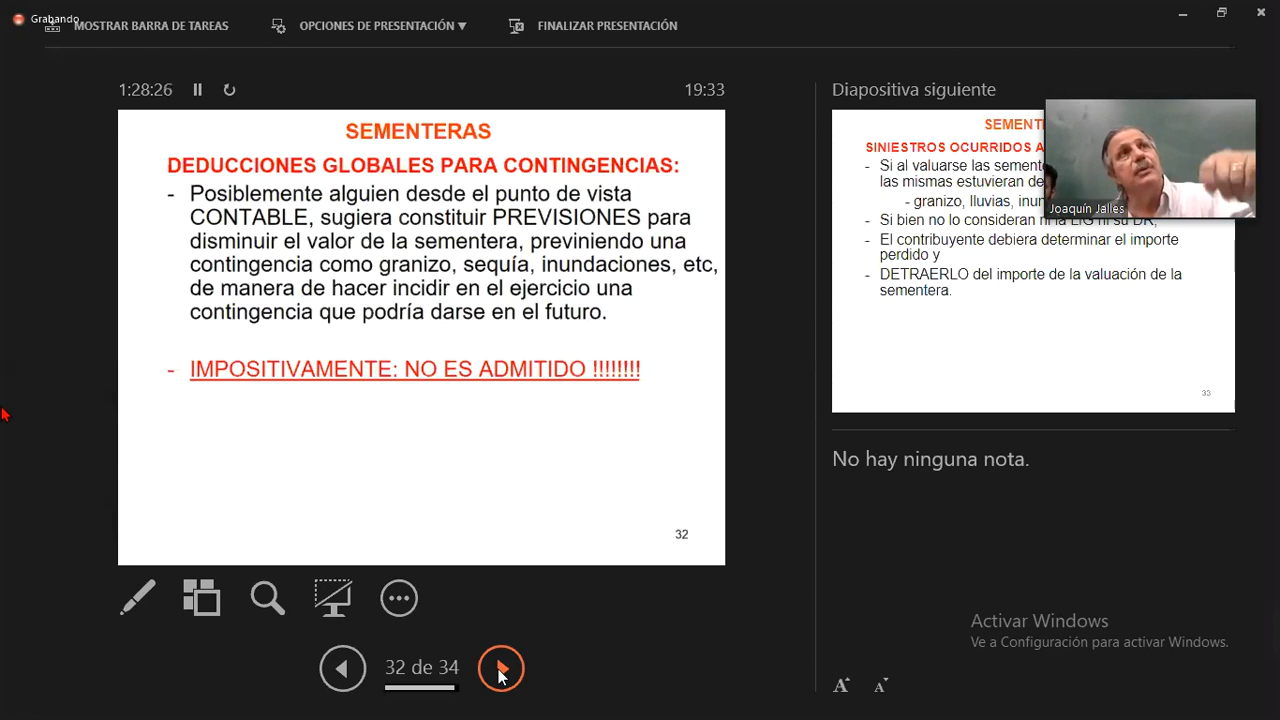 Grabando
MOSTRAR BARRA DE TAREAS
OPCIONES DE PRESENTACIÓN ▼
FINALIZAR PRESENTACIÓN
1:28:26
19:33
SEMENTERAS
DEDUCCIONES GLOBALES PARA CONTINGENCIAS:
- Posiblemente alguien desde el punto de vista
CONTABLE, sugiera constituir PREVISIONES para
disminuir el valor de la sementera, previniendo una
contingencia como granizo, sequía, inundaciones, etc,
de manera de hacer incidir en el ejercicio una
contingencia que podría darse en el futuro.
- IMPOSITIVAMENTE: NO ES ADMITIDO !!!!!!!!
32
32 de 34
Diapositiva siguiente
SEMENT
SINIESTROS OCURRIDOS A
- Si al valuarse las semente
las mismas estuvieran de
- granizo, lluvias, inun
- Si bien no lo consideran ni la LIG ni su DR,
- El contribuyente debiera determinar el importe
perdido y
- DETRAERLO del importe de la valuación de la
sementera.
33
Joaquín Jalles
No hay ninguna nota.
Activar Windows
Ve a Configuración para activar Windows.
A A